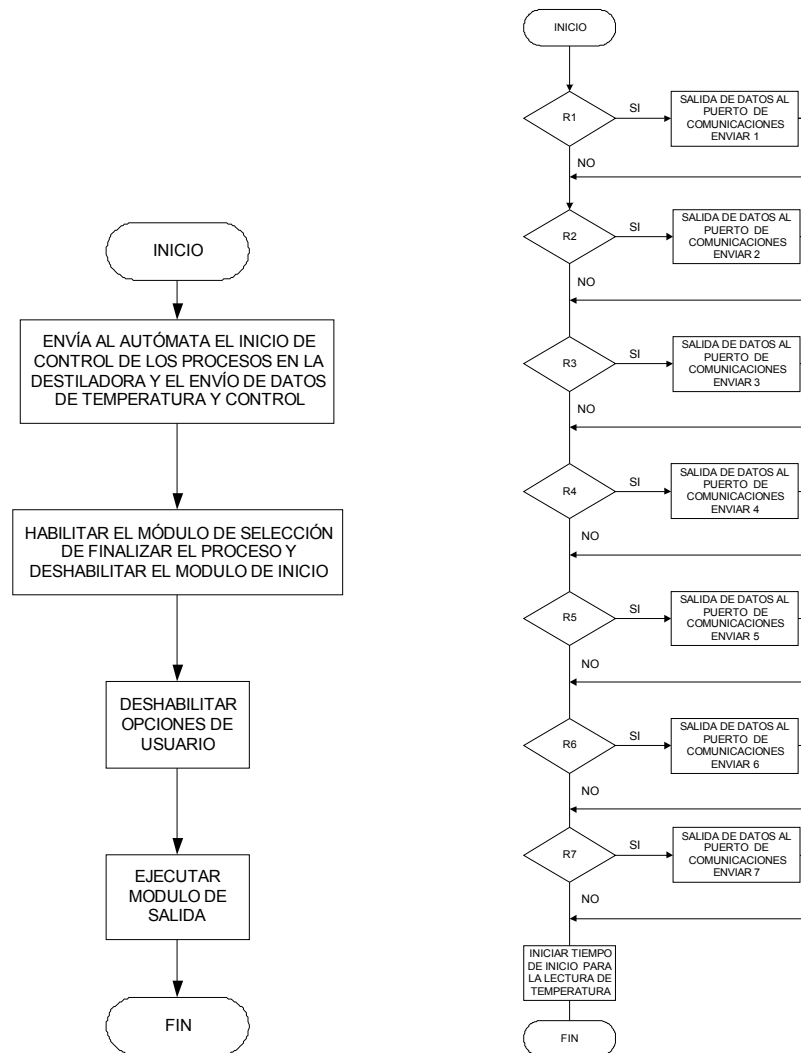 INICIO
ENVÍA AL AUTÓMATA EL INICIO DE
CONTROL DE LOS PROCESOS EN LA
DESTILADORA Y EL ENVÍO DE DATOS
DE TEMPERATURA Y CONTROL
HABILITAR EL MÓDULO DE SELECCIÓN
DE FINALIZAR EL PROCESO Y
DESHABILITAR EL MODULO DE INICIO
DESHABILITAR
OPCIONES DE
USUARIO
EJECUTAR
MODULO DE
SALIDA
FIN
INICIO
R1
SI
SALIDA DE DATOS AL
PUERTO DE
COMUNICACIONES
ENVIAR 1
NO
R2
SI
SALIDA DE DATOS AL
PUERTO DE
COMUNICACIONES
ENVIAR 2
NO
R3
SI
SALIDA DE DATOS AL
PUERTO DE
COMUNICACIONES
ENVIAR 3
NO
R4
SI
SALIDA DE DATOS AL
PUERTO DE
COMUNICACIONES
ENVIAR 4
NO
R5
SI
SALIDA DE DATOS AL
PUERTO DE
COMUNICACIONES
ENVIAR 5
NO
R6
SI
SALIDA DE DATOS AL
PUERTO DE
COMUNICACIONES
ENVIAR 6
NO
R7
SI
SALIDA DE DATOS AL
PUERTO DE
COMUNICACIONES
ENVIAR 7
NO
INICIAR TIEMPO
DE INICIO PARA
LA LECTURA DE
TEMPERATURA
FIN